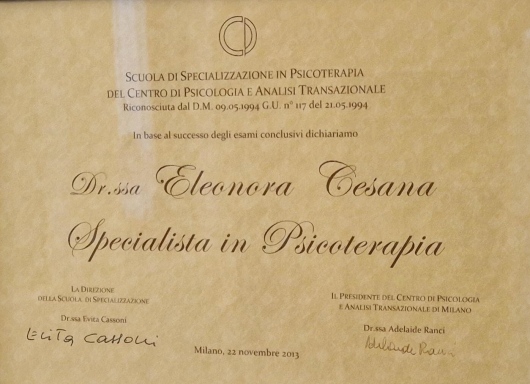 SCUOLA DI SPECIALIZZAZIONE IN PSICOTERAPIA
DEL CENTRO DI PSICOLOGIA E ANALISI TRANSAZIONALE
Riconosciuta dal D.M. 09.05.1994 G.U. n° 117 del 21.05.1994
In base al successo degli esami conclusivi dichiariamo
Dr.ssa Eleonora Cesana
Specialista in Psicoterapia
LA DIREZIONE
DELLA SCUOLA DI SPECIALIZZAZIONE
Dr.ssa Evita Cassoni
Evita Cassoni
IL PRESIDENTE DEL CENTRO DI PSICOLOGIA
E ANALISI TRANSAZIONALE DI MILANO
Dr.ssa Adelaide Ranci
Adelaide Ranci
Milano, 22 novembre 2013